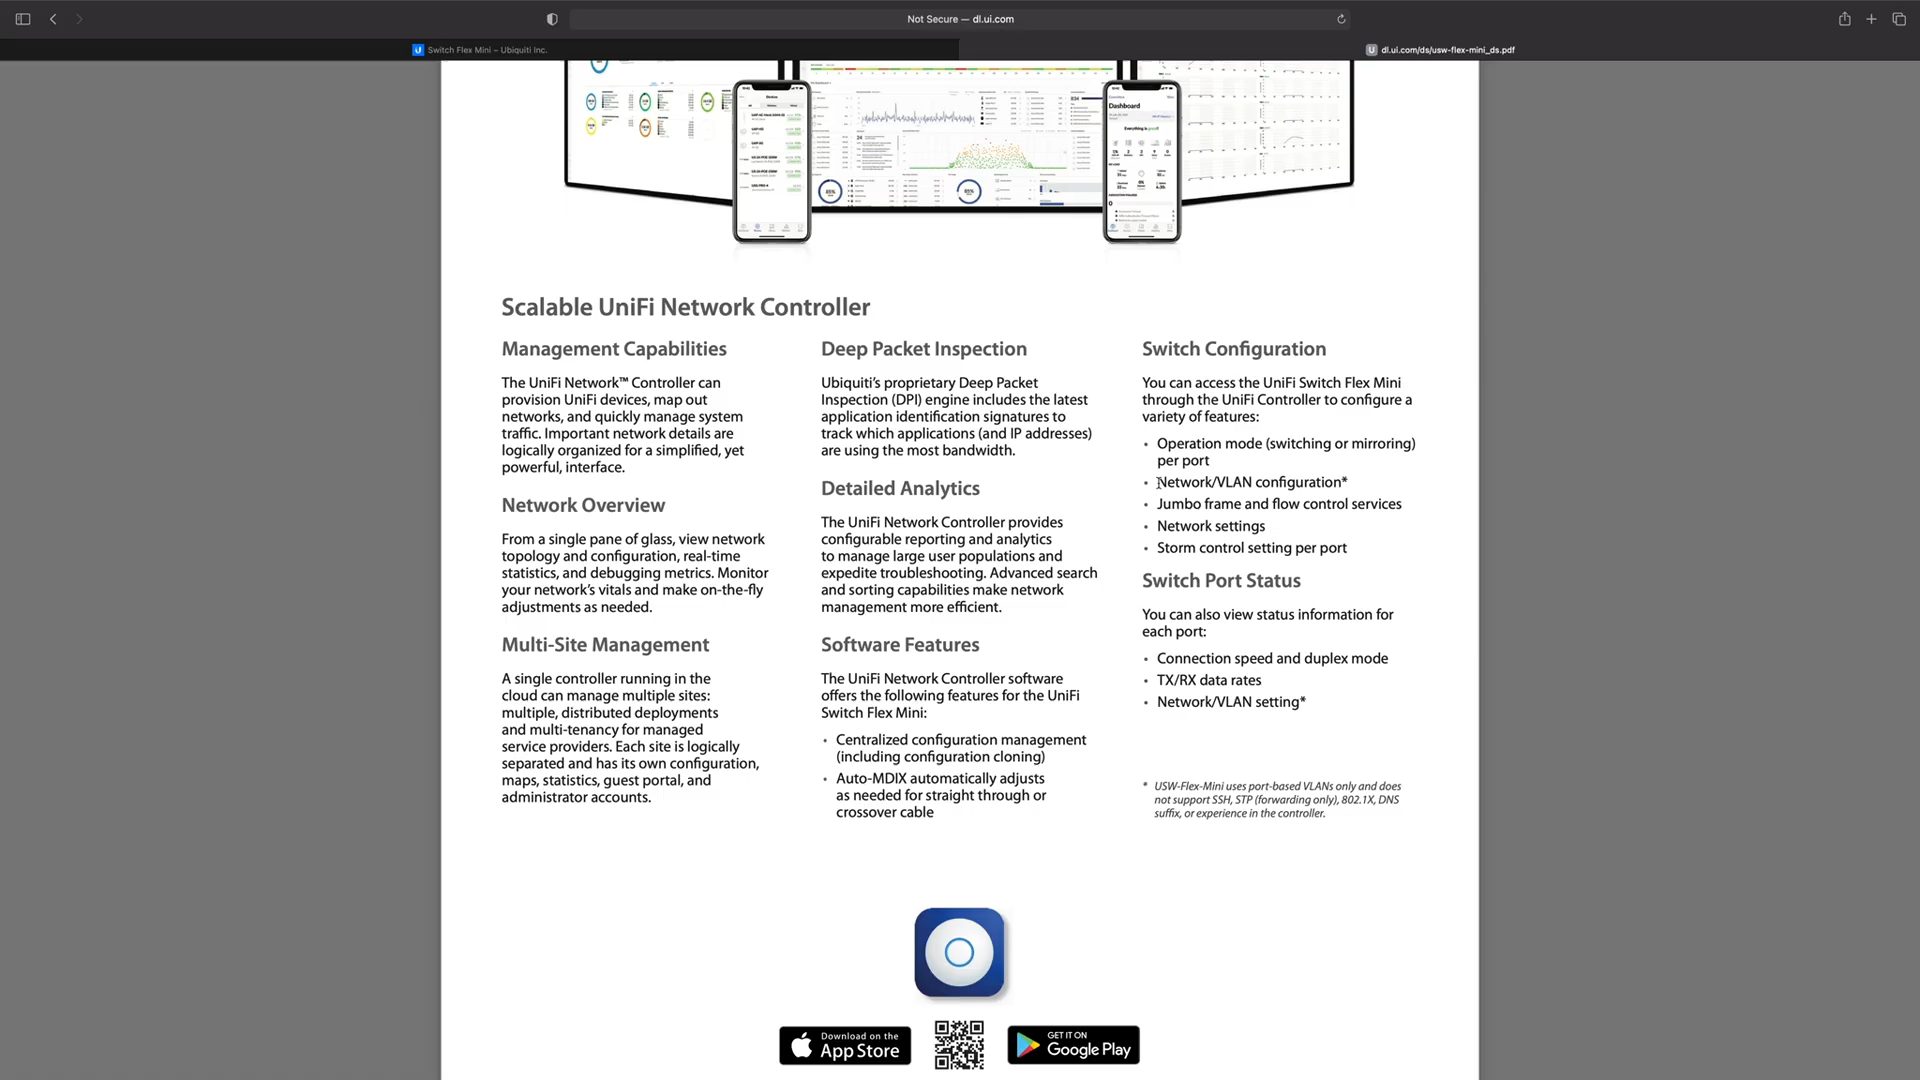 Not Secure — dl.ui.com
Switch Flex Mini – Ubiquiti Inc.
dl.ui.com/ds/usw-flex-mini_ds.pdf
Devices
Dashboard
Everything is great!
Scalable UniFi Network Controller
Management Capabilities
The UniFi Network™ Controller can
provision UniFi devices, map out
networks, and quickly manage system
traffic. Important network details are
logically organized for a simplified, yet
powerful, interface.
Network Overview
From a single pane of glass, view network
topology and configuration, real-time
statistics, and debugging metrics. Monitor
your network's vitals and make on-the-fly
adjustments as needed.
Multi-Site Management
A single controller running in the
cloud can manage multiple sites:
multiple, distributed deployments
and multi-tenancy for managed
service providers. Each site is logically
separated and has its own configuration,
maps, statistics, guest portal, and
administrator accounts.
Deep Packet Inspection
Ubiquiti's proprietary Deep Packet
Inspection (DPI) engine includes the latest
application identification signatures to
track which applications (and IP addresses)
are using the most bandwidth.
Detailed Analytics
The UniFi Network Controller provides
configurable reporting and analytics
to manage large user populations and
expedite troubleshooting. Advanced search
and sorting capabilities make network
management more efficient.
Software Features
The UniFi Network Controller software
offers the following features for the UniFi
Switch Flex Mini:
• Centralized configuration management
(including configuration cloning)
• Auto-MDIX automatically adjusts
as needed for straight through or
crossover cable
Switch Configuration
You can access the UniFi Switch Flex Mini
through the UniFi Controller to configure a
variety of features:
• Operation mode (switching or mirroring)
per port
• Network/VLAN configuration*
• Jumbo frame and flow control services
• Network settings
• Storm control setting per port
Switch Port Status
You can also view status information for
each port:
• Connection speed and duplex mode
• TX/RX data rates
• Network/VLAN setting*
* USW-Flex-Mini uses port-based VLANs only and does
not support SSH, STP (forwarding only), 802.1X, DNS
suffix, or experience in the controller.
Download on the
App Store
GET IT ON
Google Play